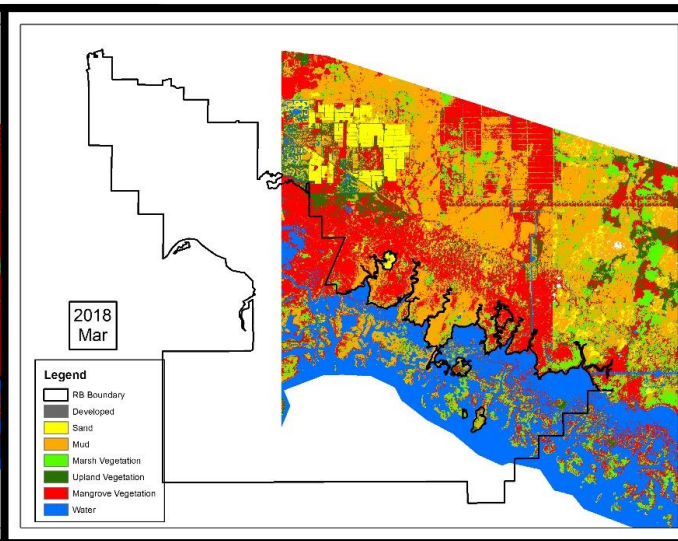 2018
Mar
Legend
RB Boundary
Developed
Sand
Mud
Marsh Vegetation
Upland Vegetation
Mangrove Vegetation
Water